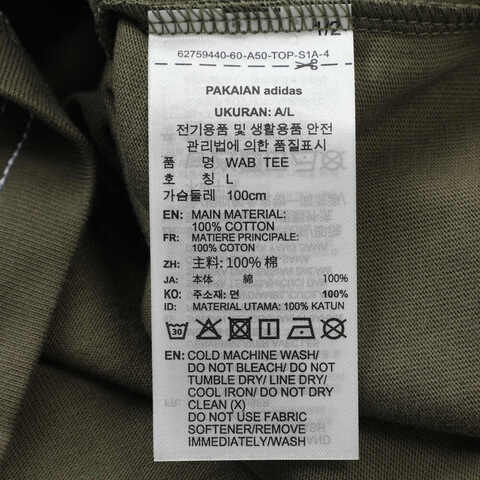 1/2
62759440-60-A50-TOP-S1A-4
PAKAIAN adidas
UKURAN: A/L
전기용품 및 생활용품 안전
관리법에 의한 품질표시
품 명 WAB TEE
호 칭 L
가슴둘레 100cm
EN: MAIN MATERIAL:
100% COTTON
FR: MATIERE PRINCIPALE:
100% COTON
ZH: 主料: 100% 棉
JA: 本体 綿 100%
KO: 주소재: 면 100%
ID: MATERIAL UTAMA: 100% KATUN
30
EN: COLD MACHINE WASH/
DO NOT BLEACH/ DO NOT
TUMBLE DRY/ LINE DRY/
COOL IRON/ DO NOT DRY
CLEAN (X)
DO NOT USE FABRIC
SOFTENER/REMOVE
IMMEDIATELY/WASH